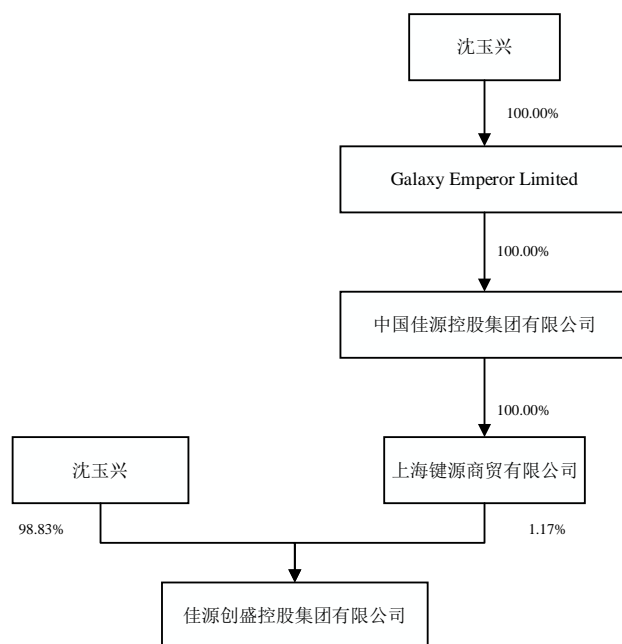 沈玉兴
100.00%
Galaxy Emperor Limited
100.00%
中国佳源控股集团有限公司
100.00%
沈玉兴
上海键源商贸有限公司
98.83%
1.17%
佳源创盛控股集团有限公司